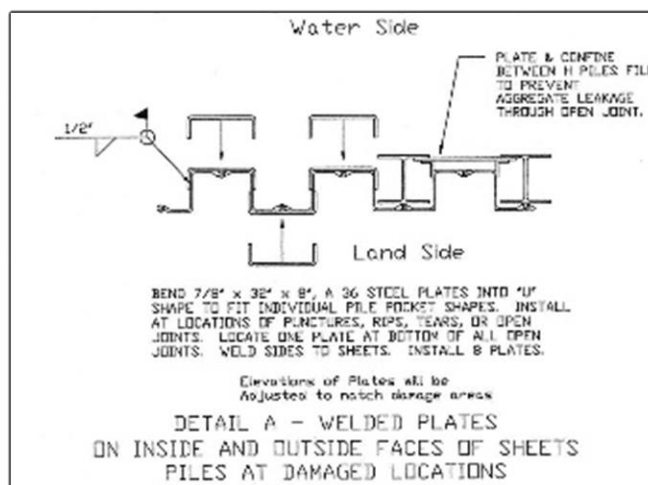 Water Side
PLATE & CONFINE
BETWEEN H PILES FILL
TO PREVENT
AGGREGATE LEAKAGE
THROUGH OPEN JOINT.
1/2"
Land Side
BEND 7/8" x 32" x 8", A 36 STEEL PLATES INTO "U"
SHAPE TO FIT INDIVIDUAL PILE POCKET SHAPES. INSTALL
AT LOCATIONS OF PUNCTURES, RIPS, TEARS, OR OPEN
JOINTS. LOCATE ONE PLATE AT BOTTOM OF ALL OPEN
JOINTS. WELD SIDES TO SHEETS. INSTALL 8 PLATES.
Elevations of Plates will be
Adjusted to match damage areas
DETAIL A - WELDED PLATES
ON INSIDE AND OUTSIDE FACES OF SHEETS
PILES AT DAMAGED LOCATIONS